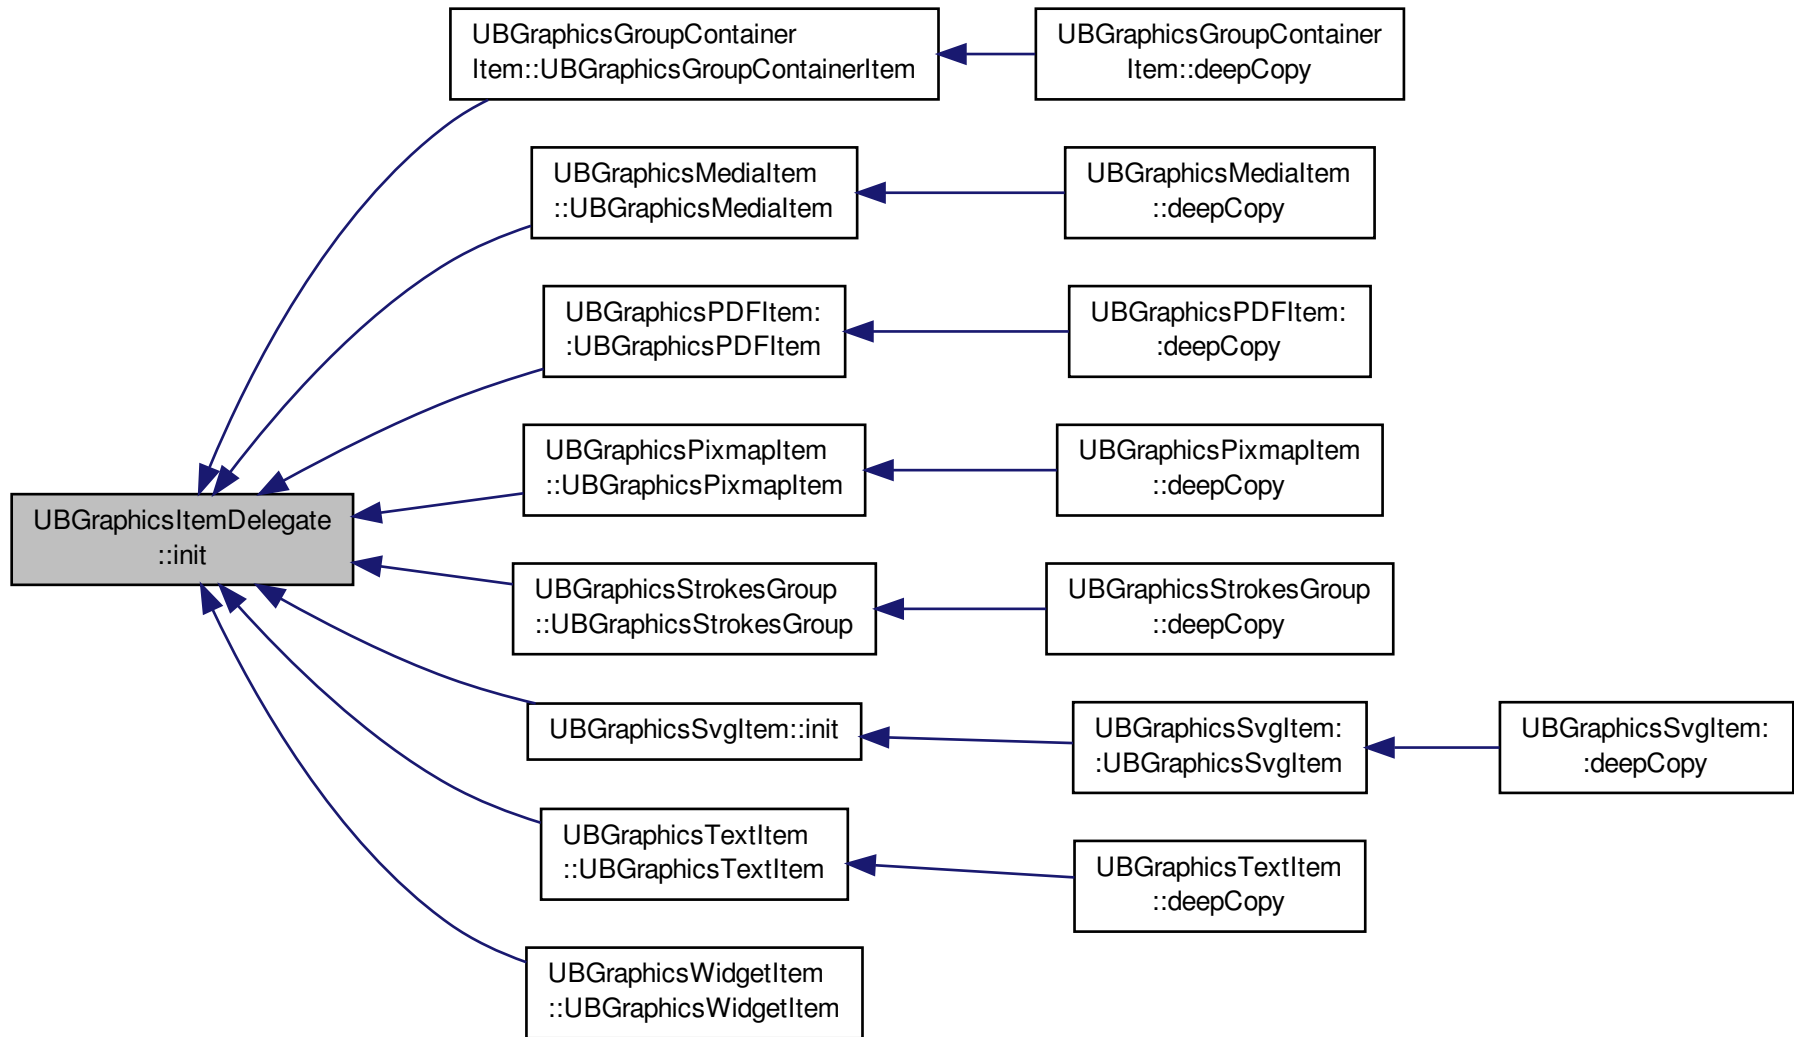 UBGraphicsGroupContainer
Item::UBGraphicsGroupContainerItem
UBGraphicsGroupContainer
Item::deepCopy
UBGraphicsMediaItem
::UBGraphicsMediaItem
UBGraphicsMediaItem
::deepCopy
UBGraphicsPDFItem:
:UBGraphicsPDFItem
UBGraphicsPDFItem:
:deepCopy
UBGraphicsPixmapItem
::UBGraphicsPixmapItem
UBGraphicsPixmapItem
::deepCopy
UBGraphicsItemDelegate
::init
UBGraphicsStrokesGroup
::UBGraphicsStrokesGroup
UBGraphicsStrokesGroup
::deepCopy
UBGraphicsSvgItem::init
UBGraphicsSvgItem:
:UBGraphicsSvgItem
UBGraphicsSvgItem:
:deepCopy
UBGraphicsTextItem
::UBGraphicsTextItem
UBGraphicsTextItem
::deepCopy
UBGraphicsWidgetItem
::UBGraphicsWidgetItem